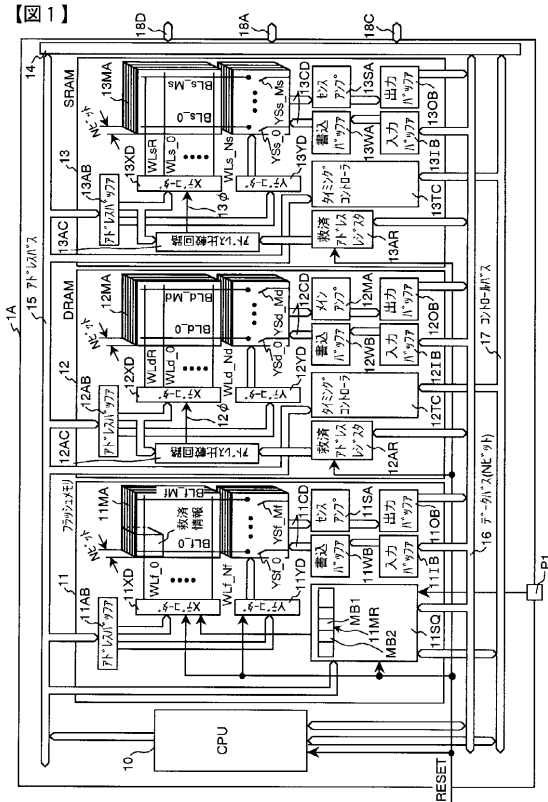 【図1】
1A
15 アドレスバス
14
18D
18A
18C
10
CPU
RESET
フラッシュメモリ
11
11AB
アドレスバッファ
11XD
Xデコーダ
Nビット
11MA
WLf_0
救済情報
BLf_0
BLf_Mf
WLf_Nf
Yデコーダ
11YD
YSf_0
YSf_Mf
11CD
書込バッファ
11WB
センスアンプ
11SA
入力バッファ
11IB
出力バッファ
11OB
MB1
11MR
MB2
11SQ
DRAM
12
12AB
アドレスバッファ
12AC
アドレス比較回路
12φ
12XD
Xデコーダ
Nビット
12MA
WLdR
WLd_0
BLd_0
BLd_Md
WLd_Nd
Yデコーダ
12YD
YSd_0
YSd_Md
12CD
書込バッファ
12WB
メインアンプ
12MA
入力バッファ
12IB
出力バッファ
12OB
タイミングコントローラ
12TC
救済アドレスレジスタ
12AR
SRAM
13
13AB
アドレスバッファ
13AC
アドレス比較回路
13φ
13XD
Xデコーダ
Nビット
13MA
WLsR
WLs_0
BLs_0
BLs_Ms
WLs_Ns
Yデコーダ
13YD
YSs_0
YSs_Ms
13CD
書込バッファ
13WA
センスアンプ
13SA
入力バッファ
13IB
出力バッファ
13OB
タイミングコントローラ
13TC
救済アドレスレジスタ
13AR
16 データバス(Nビット)
17 コントロールバス
P1